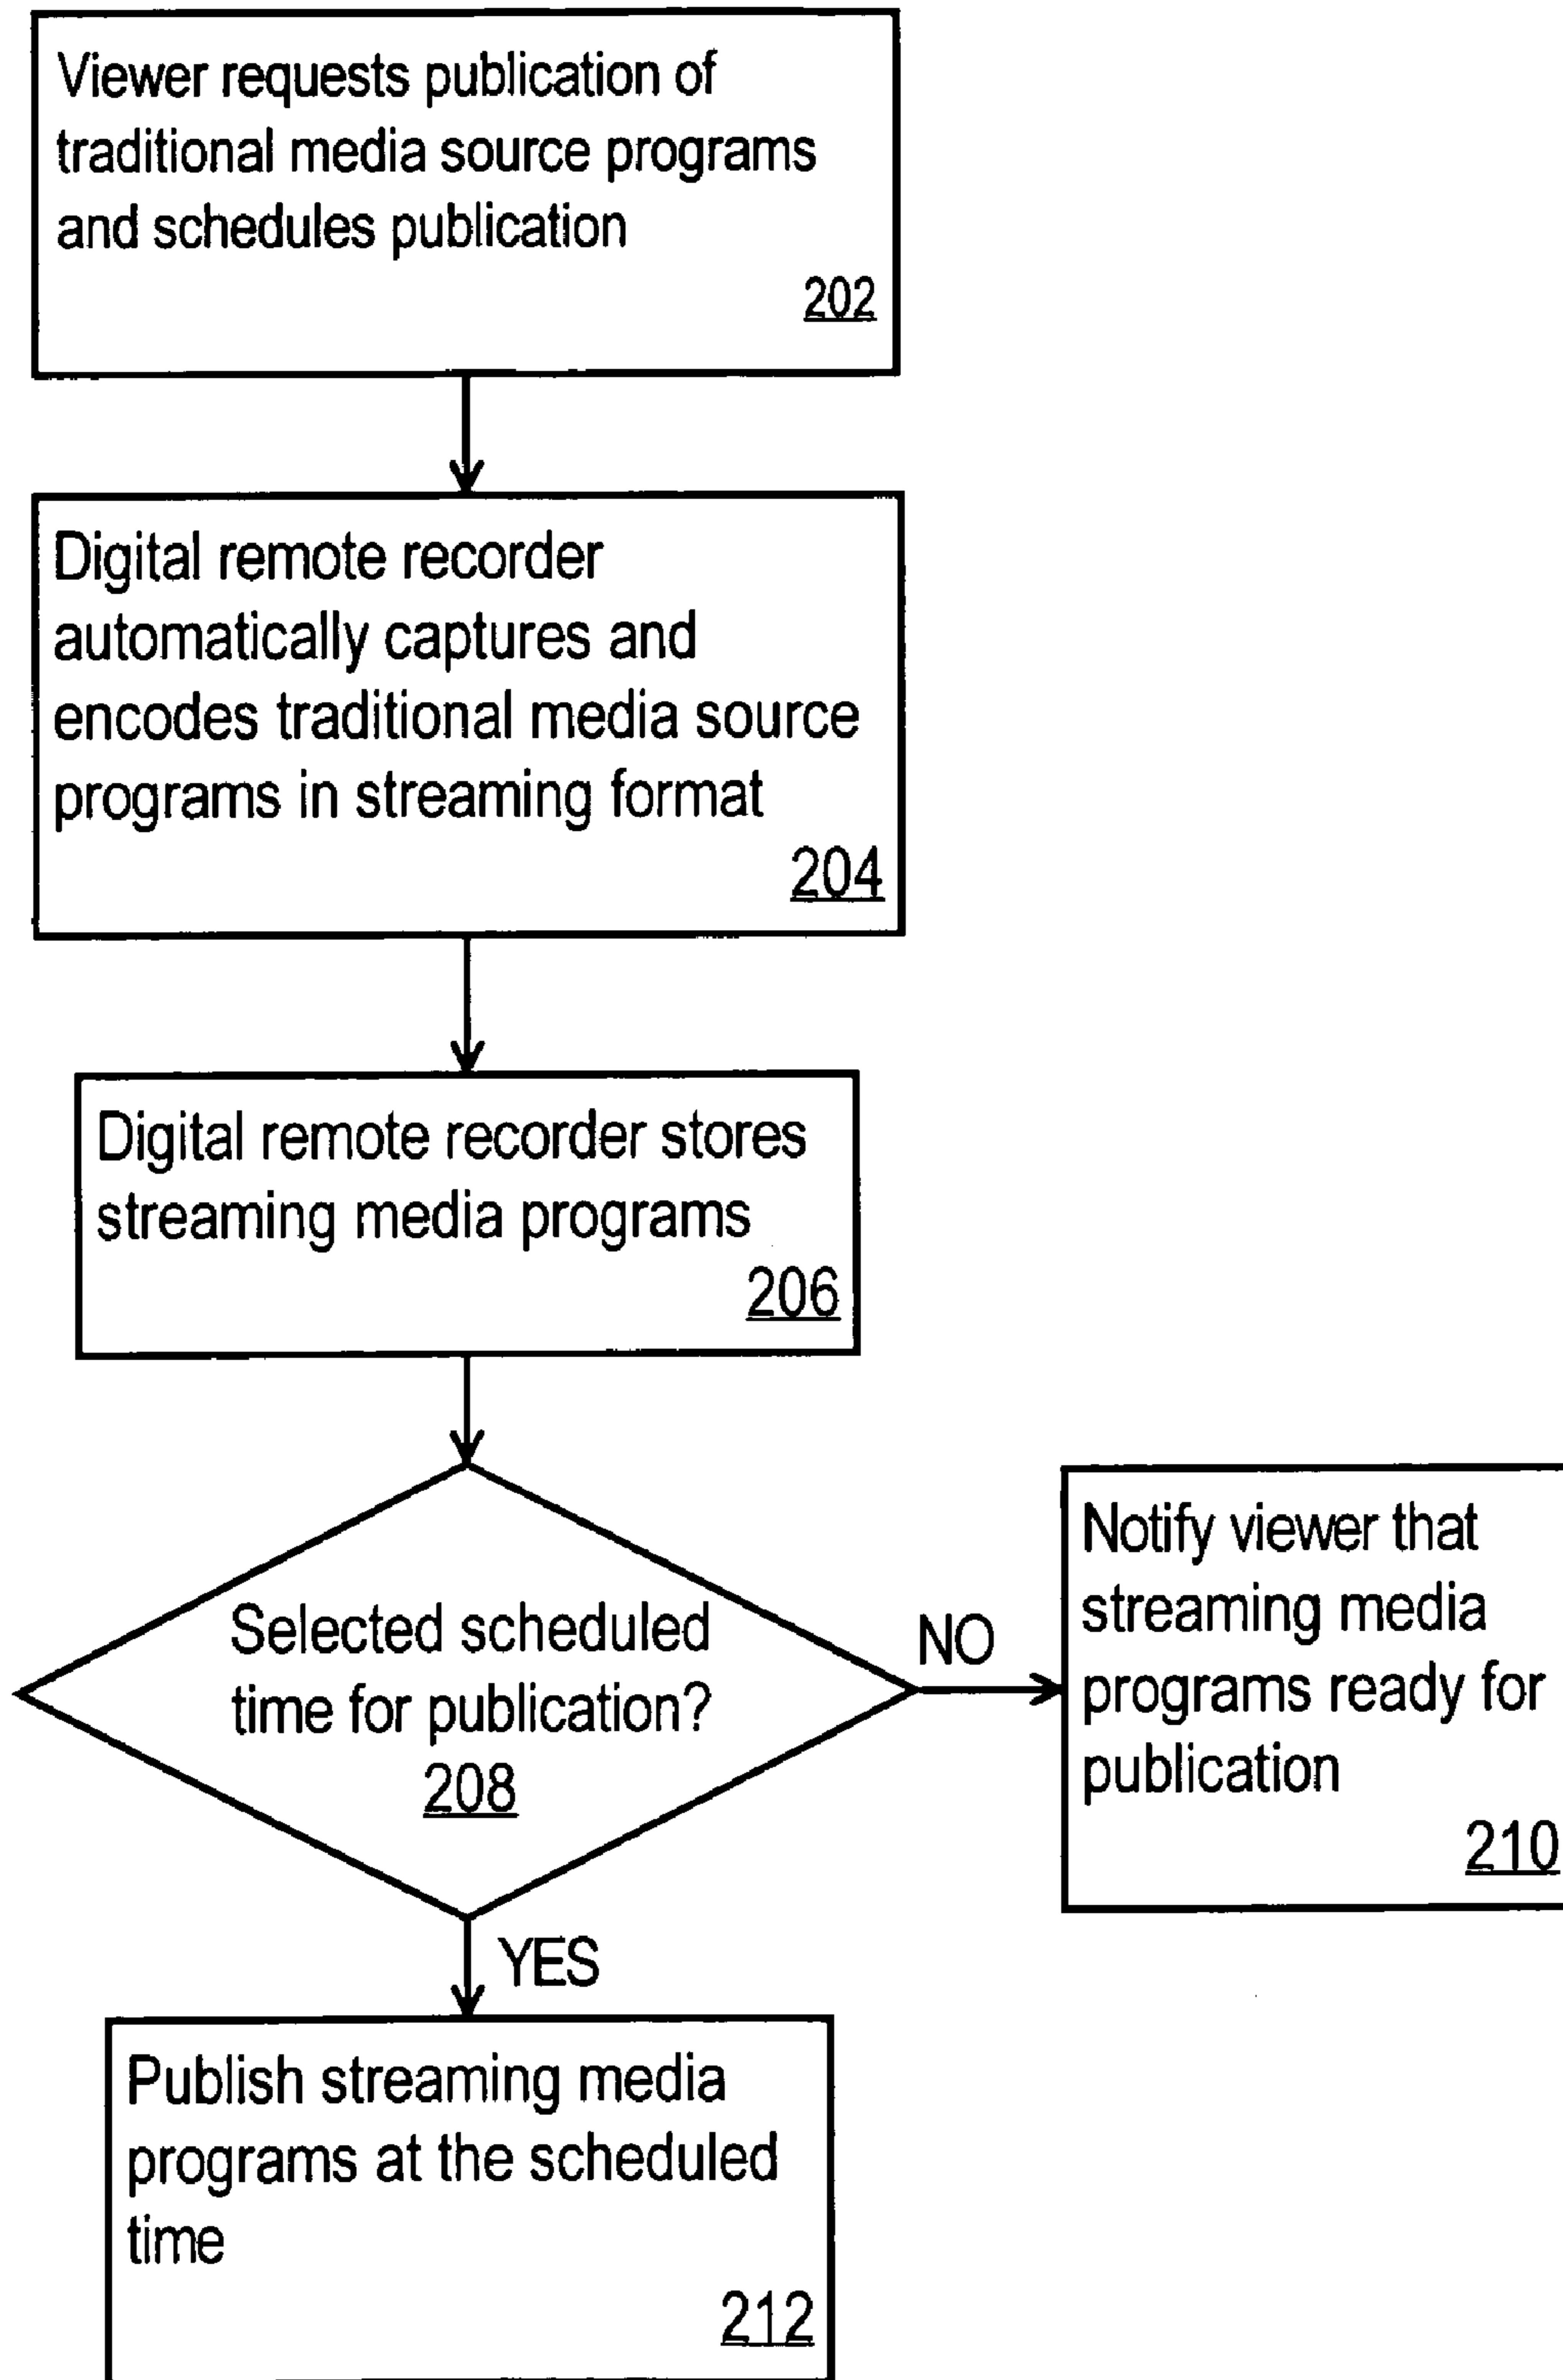 Viewer requests publication of
traditional media source programs
and schedules publication
202
Digital remote recorder
automatically captures and
encodes traditional media source
programs in streaming format
204
Digital remote recorder stores
streaming media programs
206
Selected scheduled
time for publication?
208
NO
Notify viewer that
streaming media
programs ready for
publication
210
YES
Publish streaming media
programs at the scheduled
time
212